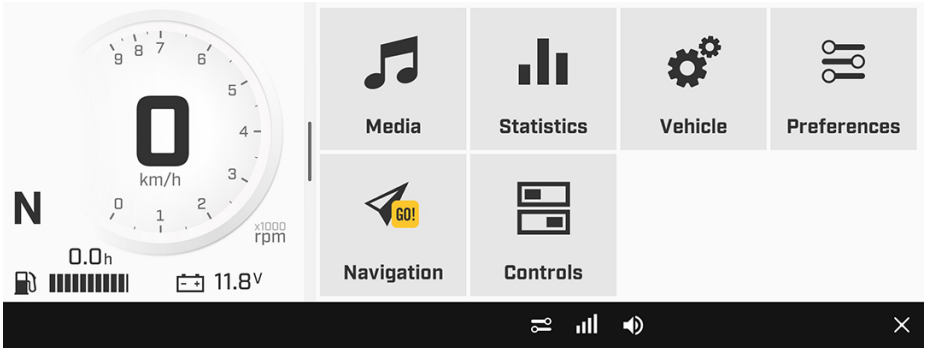 9
8
7
6
5
4
3
2
1
0
0
km/h
N
x1000
rpm
0.0h
11.8V
Media
Statistics
Vehicle
Preferences
GO!
Navigation
Controls